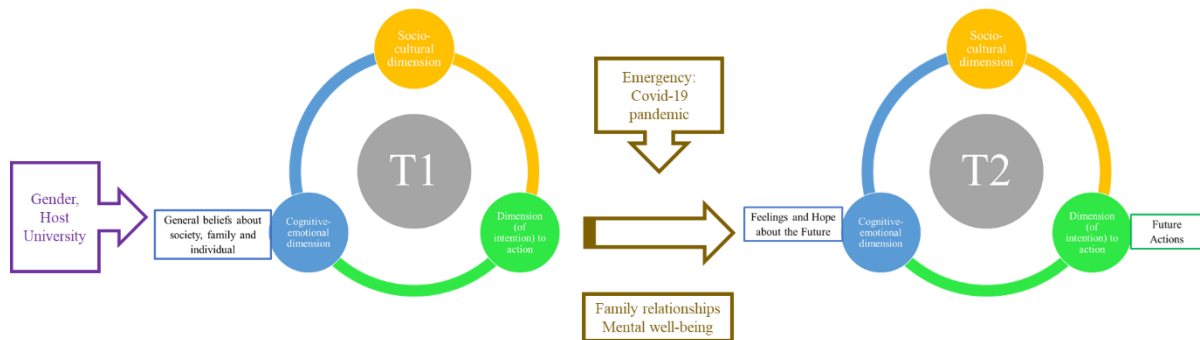 Gender,
Host
University
General beliefs about
society, family and
individual
Socio-
cultural
dimension
T1
Cognitive-
emotional
dimension
Dimension (of
intention) to
action
Emergency:
Covid-19
pandemic
Family relationships
Mental well-being
Socio-
cultural
dimension
T2
Feelings and Hope
about the Future
Cognitive-
emotional
dimension
Dimension (of
intention) to
action
Future
Actions